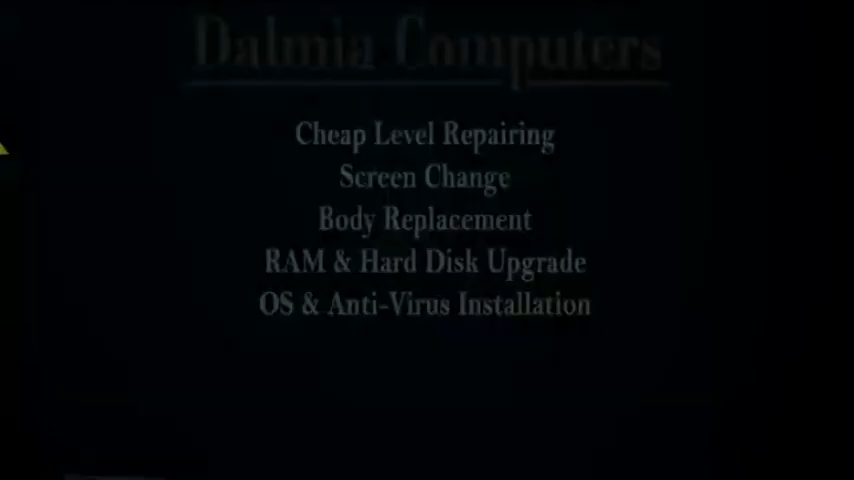 Dalmia Computers
Cheap Level Repairing
Screen Change
Body Replacement
RAM & Hard Disk Upgrade
OS & Anti-Virus Installation